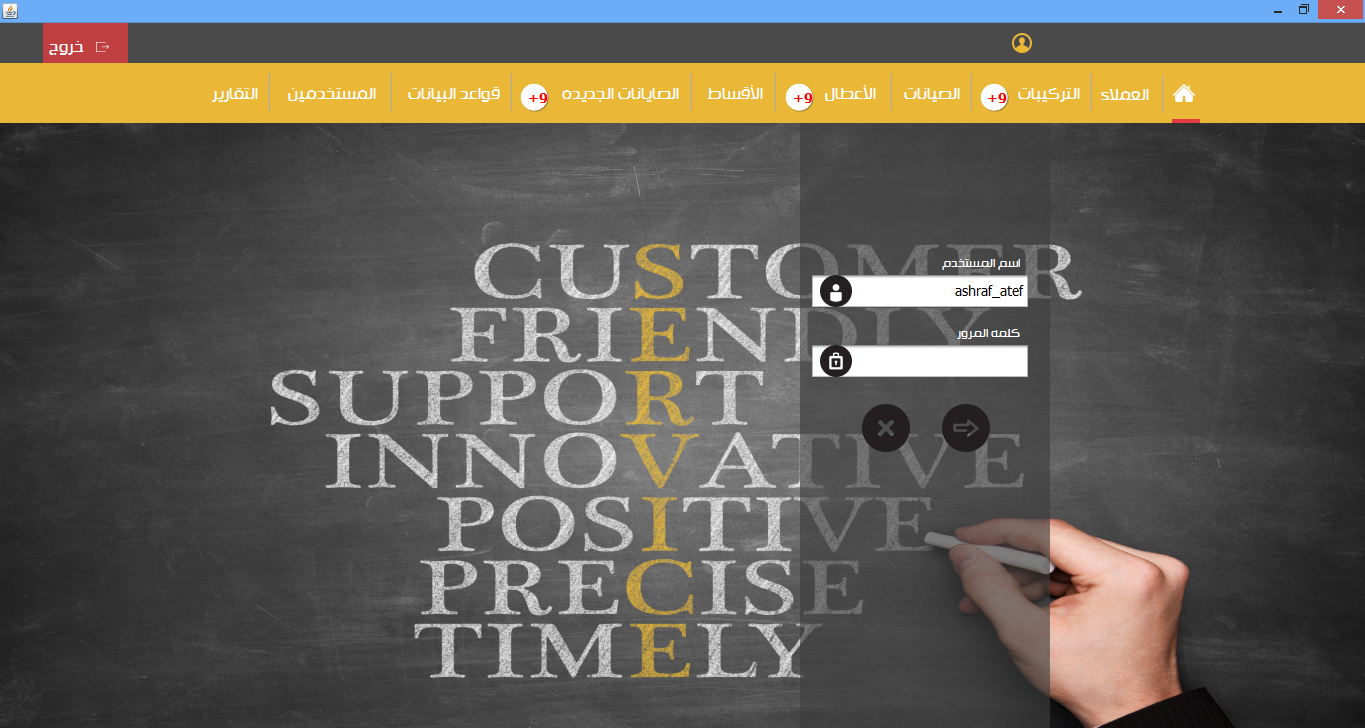 خروج
العملاء
التركيبات
+9
الصيانات
الأعطال
+9
الأقساط
الصايانات الجديده
+9
قواعد البيانات
المستخدمين
التقارير
اسم المستخدم
ashraf_atef
كلمه المرور
CUSTOMER
FRIENDLY
SUPPORT
INNOVATIVE
POSITIVE
PRECISE
TIMELY